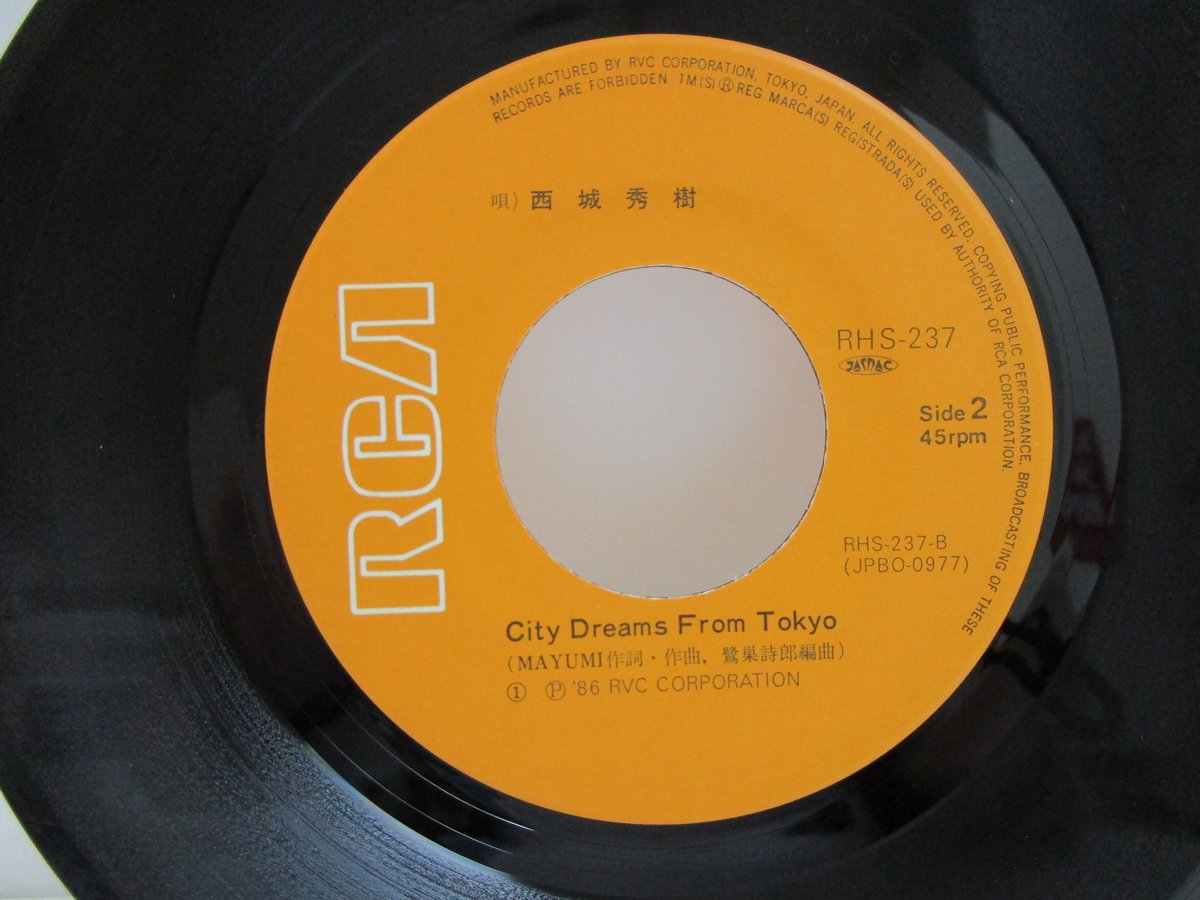 MANUFACTURED BY RVC CORPORATION, TOKYO, JAPAN. ALL RIGHTS RESERVED. COPYING PUBLIC PERFORMANCE, BROADCASTING OF THESE
RECORDS ARE FORBIDDEN TM(S) ® REG MARCA(S) REGISTRADA(S) USED BY AUTHORITY OF RCA CORPORATION.
唄) 西城秀樹
RCA
RHS-237
JASRAC
Side 2
45rpm
RHS-237-B
(JPBO-0977)
City Dreams From Tokyo
(MAYUMI作詞・作曲, 鷺巣詩郎編曲)
① Ⓟ '86 RVC CORPORATION